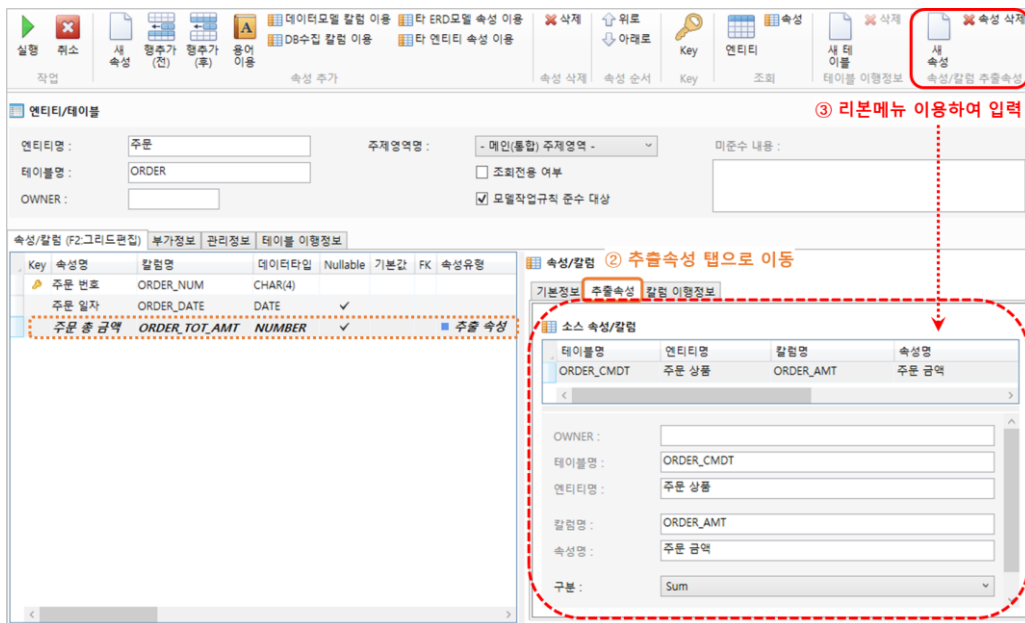 데이터모델 칼럼 이용 타 ERD모델 속성 이용 삭제 위로 속성 삭제 속성 삭제
DB수집 칼럼 이용 타 엔티티 속성 이용 아래로
실행 취소 새 속성 행추가 (전) 행추가 (후) 용어 이용 Key 엔티티 새 테이블 새 속성
작업 속성 추가 속성 삭제 속성 순서 Key 조회 테이블 이행정보 속성/칼럼 추출속성
엔티티/테이블
③ 리본메뉴 이용하여 입력
엔티티명 : 주문 주제영역명 : - 메인(통합) 주제영역 - 미준수 내용 :
테이블명 : ORDER 조회전용 여부
OWNER : 모델작업규칙 준수 대상
속성/칼럼 (F2:그리드편집) 부가정보 관리정보 테이블 이행정보
Key 속성명 칼럼명 데이터타입 Nullable 기본값 FK 속성유형
주문 번호 ORDER_NUM CHAR(4)
주문 일자 ORDER_DATE DATE
주문 총 금액 ORDER_TOT_AMT NUMBER 추출 속성
속성/칼럼 ② 추출속성 탭으로 이동
기본정보 추출속성 칼럼 이행정보
소스 속성/칼럼
테이블명 엔티티명 칼럼명 속성명
ORDER_CMDT 주문 상품 ORDER_AMT 주문 금액
OWNER :
테이블명 : ORDER_CMDT
엔티티명 : 주문 상품
칼럼명 : ORDER_AMT
속성명 : 주문 금액
구분 : Sum